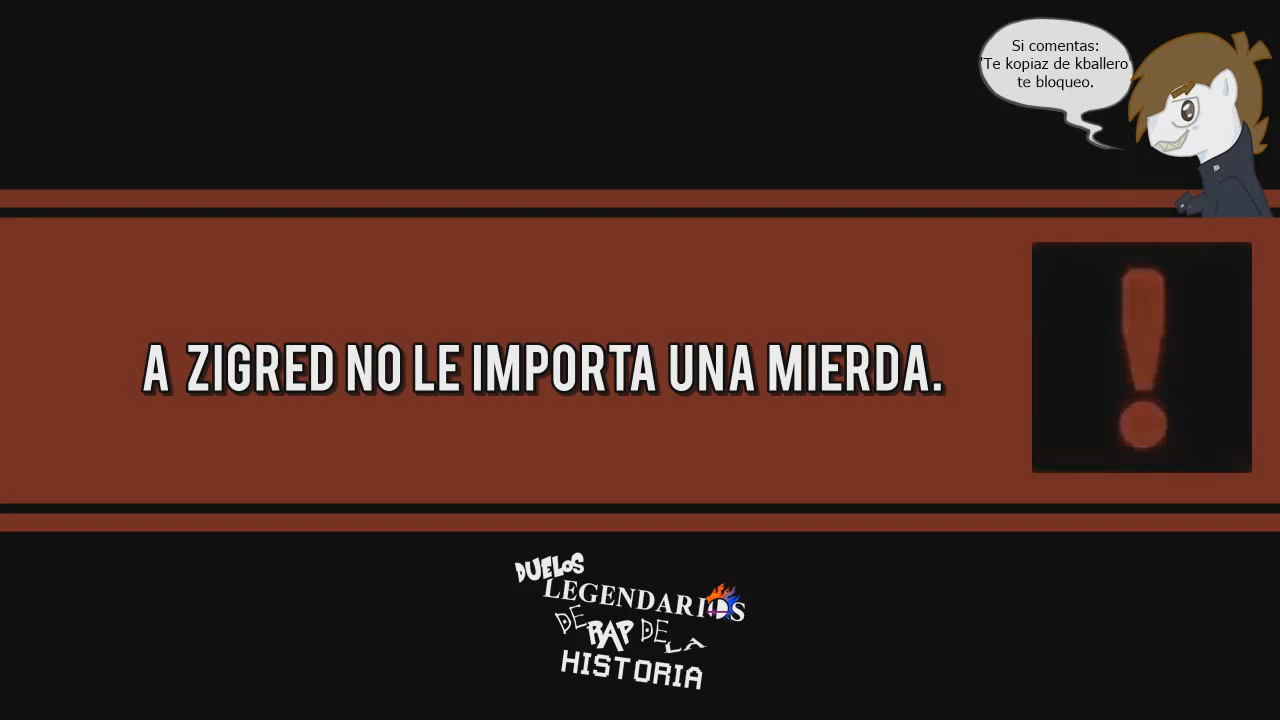 Si comentas:
"Te kopiaz de kballero"
te bloqueo.
A ZIGRED NO LE IMPORTA UNA MIERDA.
!
DUELOS
LEGENDARIOS
DE RAP DE LA
HISTORIA